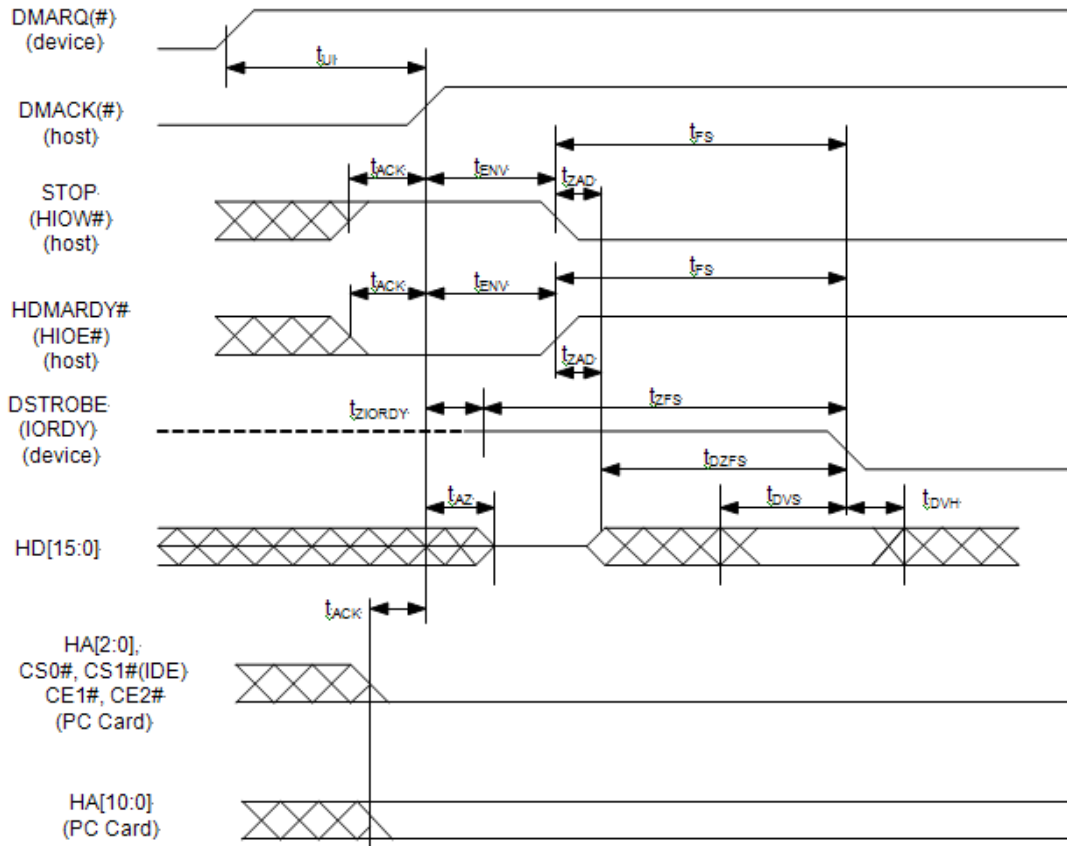 DMARQ(#)
(device)
tUI
DMACK(#)
(host)
tFS
tACK
tENV
tZAD
STOP
(HIOW#)
(host)
tFS
tACK
tENV
HDMARDY#
(HIOE#)
(host)
tZAD
DSTROBE
(IORDY)
(device)
tZIORDY
tZFS
tDZFS
tAZ
tDVS
tDVH
HD[15:0]
tACK
HA[2:0],
CS0#, CS1#(IDE)
CE1#, CE2#
(PC Card)
HA[10:0]
(PC Card)